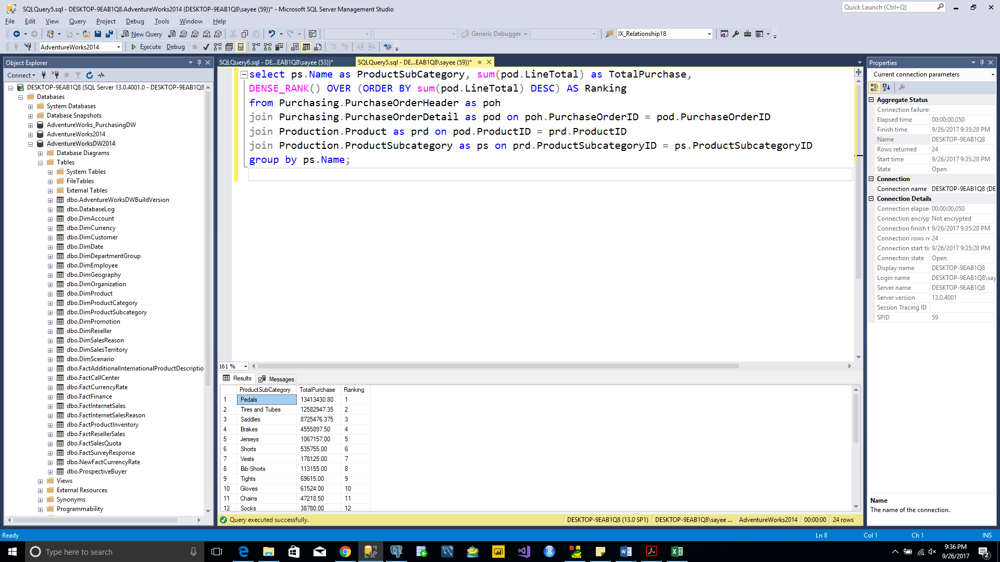 SQLQuery5.sql - DESKTOP-9EAB1Q8.AdventureWorks2014 (DESKTOP-9EAB1Q8\sayee (59))* - Microsoft SQL Server Management Studio
Quick Launch (Ctrl+Q)
File Edit View Query Project Debug Tools Window Help
New Query MDX DMX XMLA DAX Generic Debugger IX_Relationship18
AdventureWorks2014 Execute Debug
Object Explorer
Connect
DESKTOP-9EAB1Q8 (SQL Server 13.0.4001.0 - DESKTOP-9EAB1Q8
Databases
System Databases
Database Snapshots
AdventureWorks_PurchasingDW
AdventureWorks2014
AdventureWorksDW2014
Database Diagrams
Tables
System Tables
FileTables
External Tables
dbo.AdventureWorksDWBuildVersion
dbo.DatabaseLog
dbo.DimAccount
dbo.DimCurrency
dbo.DimCustomer
dbo.DimDate
dbo.DimDepartmentGroup
dbo.DimEmployee
dbo.DimGeography
dbo.DimOrganization
dbo.DimProduct
dbo.DimProductCategory
dbo.DimProductSubcategory
dbo.DimPromotion
dbo.DimReseller
dbo.DimSalesReason
dbo.DimSalesTerritory
dbo.DimScenario
dbo.FactAdditionalInternationalProductDescriptio
dbo.FactCallCenter
dbo.FactCurrencyRate
dbo.FactFinance
dbo.FactInternetSales
dbo.FactInternetSalesReason
dbo.FactProductInventory
dbo.FactResellerSales
dbo.FactSalesQuota
dbo.FactSurveyResponse
dbo.NewFactCurrencyRate
dbo.ProspectiveBuyer
Views
External Resources
Synonyms
Programmability
SQLQuery6.sql - DE...EAB1Q8\sayee (53))* SQLQuery5.sql - DE...EAB1Q8\sayee (59))*
select ps.Name as ProductSubCategory, sum(pod.LineTotal) as TotalPurchase,
DENSE_RANK() OVER (ORDER BY sum(pod.LineTotal) DESC) AS Ranking
from Purchasing.PurchaseOrderHeader as poh
join Purchasing.PurchaseOrderDetail as pod on poh.PurchaseOrderID = pod.PurchaseOrderID
join Production.Product as prd on pod.ProductID = prd.ProductID
join Production.ProductSubcategory as ps on prd.ProductSubcategoryID = ps.ProductSubcategoryID
group by ps.Name;
161 %
Results Messages
ProductSubCategory TotalPurchase Ranking
1 Pedals 13413430.80 1
2 Tires and Tubes 12582947.35 2
3 Saddles 8725476.375 3
4 Brakes 4555897.50 4
5 Jerseys 1067157.00 5
6 Shorts 535755.00 6
7 Vests 178125.00 7
8 Bib-Shorts 113155.00 8
9 Tights 69615.00 9
10 Gloves 61524.00 10
11 Chains 47218.50 11
12 Socks 38780.00 12
Query executed successfully. DESKTOP-9EAB1Q8 (13.0 SP1) DESKTOP-9EAB1Q8\sayee ... AdventureWorks2014 00:00:00 24 rows
Properties
Current connection parameters
Aggregate Status
Connection failures
Elapsed time 00:00:00.050
Finish time 9/26/2017 9:35:28 PM
Name DESKTOP-9EAB1Q8
Rows returned 24
Start time 9/26/2017 9:35:28 PM
State Open
Connection
Connection name DESKTOP-9EAB1Q8 (DE
Connection Details
Connection elapse 00:00:00.050
Connection encryp Not encrypted
Connection finish t 9/26/2017 9:35:28 PM
Connection rows re 24
Connection start ti 9/26/2017 9:35:28 PM
Connection state Open
Display name DESKTOP-9EAB1Q8
Login name DESKTOP-9EAB1Q8\say
Server name DESKTOP-9EAB1Q8
Server version 13.0.4001
Session Tracing ID
SPID 59
Name
The name of the connection.
Ready Ln 8 Col 1 Ch 1 INS
Type here to search
9:36 PM
9/26/2017
2